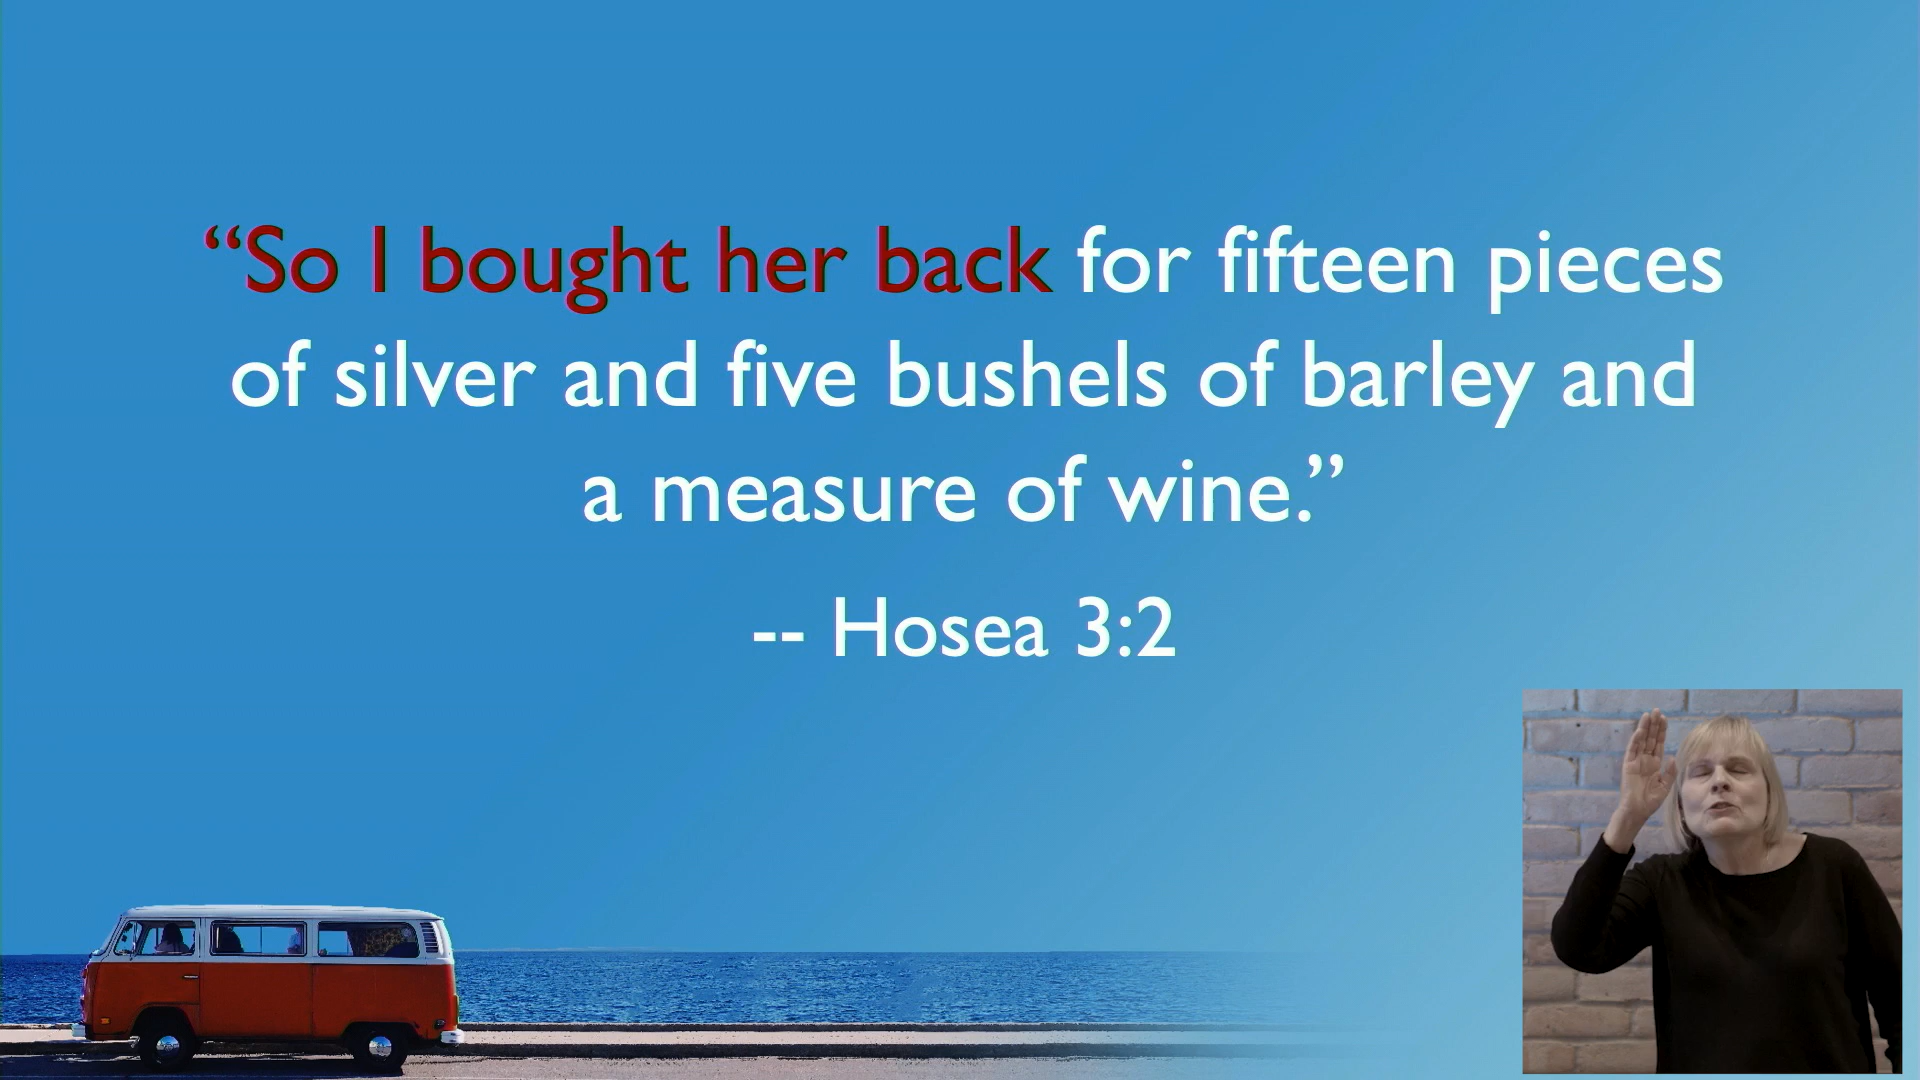 “So I bought her back for fifteen pieces
of silver and five bushels of barley and
a measure of wine.”
-- Hosea 3:2